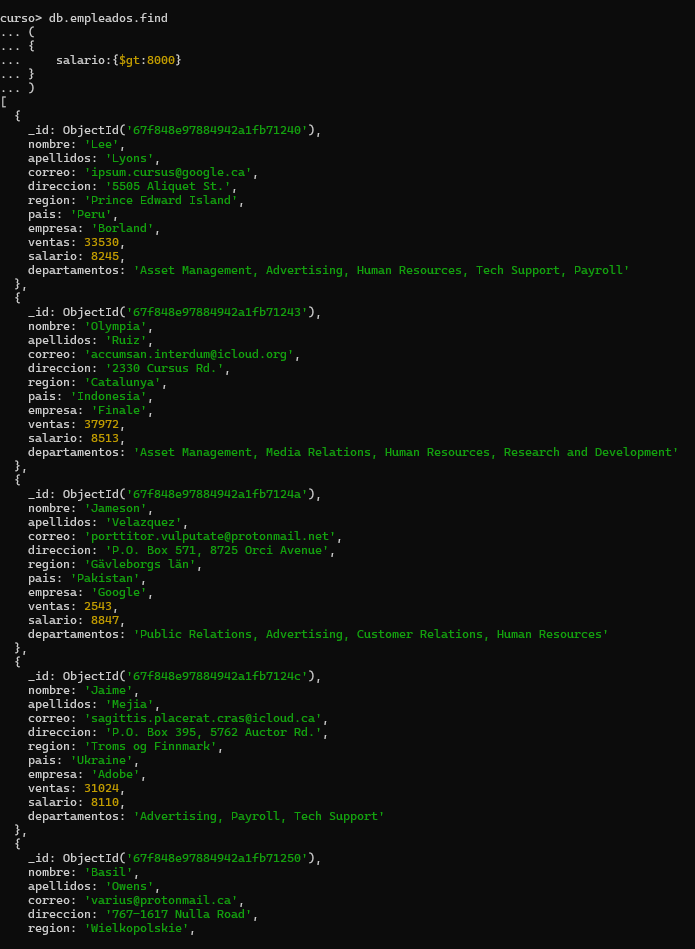 curso> db.empleados.find
... (
... {
...     salario:{$gt:8000}
... }
... )
[
  {
    _id: ObjectId('67f848e97884942a1fb71240'),
    nombre: 'Lee',
    apellidos: 'Lyons',
    correo: 'ipsum.cursus@google.ca',
    direccion: '5505 Aliquet St.',
    region: 'Prince Edward Island',
    pais: 'Peru',
    empresa: 'Borland',
    ventas: 33530,
    salario: 8245,
    departamentos: 'Asset Management, Advertising, Human Resources, Tech Support, Payroll'
  },
  {
    _id: ObjectId('67f848e97884942a1fb71243'),
    nombre: 'Olympia',
    apellidos: 'Ruiz',
    correo: 'accumsan.interdum@icloud.org',
    direccion: '2330 Cursus Rd.',
    region: 'Catalunya',
    pais: 'Indonesia',
    empresa: 'Finale',
    ventas: 37972,
    salario: 8513,
    departamentos: 'Asset Management, Media Relations, Human Resources, Research and Development'
  },
  {
    _id: ObjectId('67f848e97884942a1fb7124a'),
    nombre: 'Jameson',
    apellidos: 'Velazquez',
    correo: 'porttitor.vulputate@protonmail.net',
    direccion: 'P.O. Box 571, 8725 Orci Avenue',
    region: 'Gävleborgs län',
    pais: 'Pakistan',
    empresa: 'Google',
    ventas: 2543,
    salario: 8847,
    departamentos: 'Public Relations, Advertising, Customer Relations, Human Resources'
  },
  {
    _id: ObjectId('67f848e97884942a1fb7124c'),
    nombre: 'Jaime',
    apellidos: 'Mejia',
    correo: 'sagittis.placerat.cras@icloud.ca',
    direccion: 'P.O. Box 395, 5762 Auctor Rd.',
    region: 'Troms og Finnmark',
    pais: 'Ukraine',
    empresa: 'Adobe',
    ventas: 31024,
    salario: 8110,
    departamentos: 'Advertising, Payroll, Tech Support'
  },
  {
    _id: ObjectId('67f848e97884942a1fb71250'),
    nombre: 'Basil',
    apellidos: 'Owens',
    correo: 'varius@protonmail.ca',
    direccion: '767-1617 Nulla Road',
    region: 'Wielkopolskie',